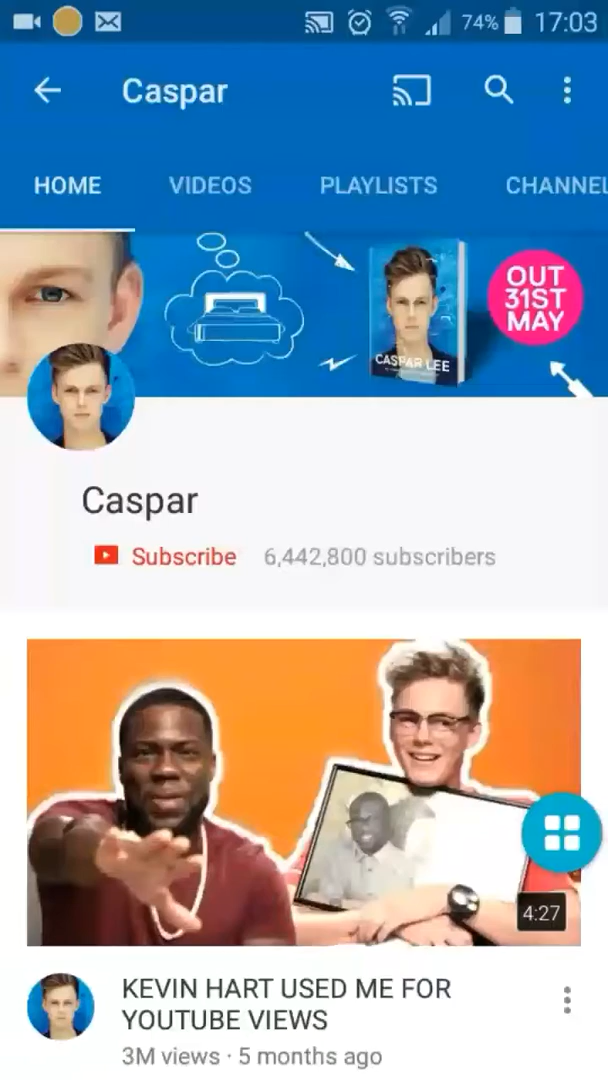 74% 17:03
Caspar
HOME VIDEOS PLAYLISTS CHANNEL
OUT
31ST
MAY
CASPAR LEE
Caspar
Subscribe 6,442,800 subscribers
4:27
KEVIN HART USED ME FOR
YOUTUBE VIEWS
3M views · 5 months ago